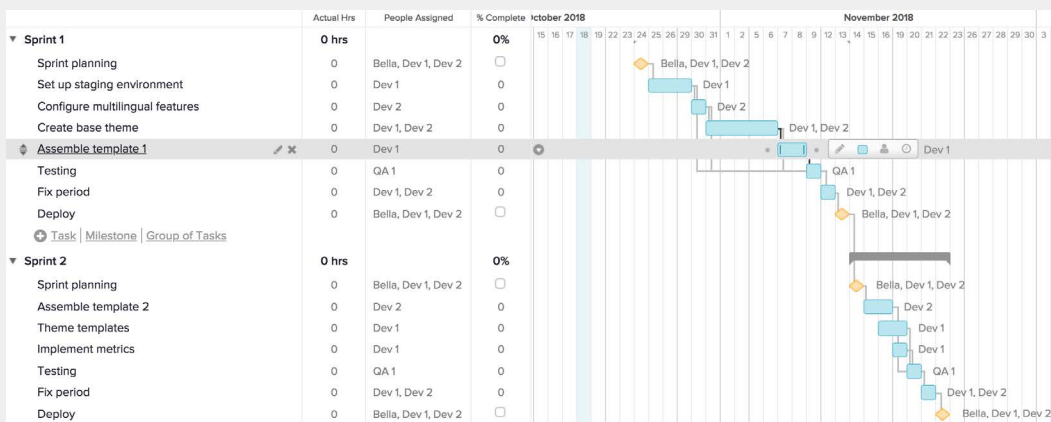 Actual Hrs People Assigned % Complete October 2018 November 2018
15 16 17 18 19 22 23 24 25 26 29 30 31 1 2 5 6 7 8 9 12 13 14 15 16 19 20 21 22 23 26 27 28 29 30 3
Sprint 1 0 hrs 0%
Sprint planning 0 Bella, Dev 1, Dev 2 Bella, Dev 1, Dev 2
Set up staging environment 0 Dev 1 0 Dev 1
Configure multilingual features 0 Dev 2 0 Dev 2
Create base theme 0 Dev 1, Dev 2 0 Dev 1, Dev 2
Assemble template 1 0 Dev 1 0 Dev 1
Testing 0 QA 1 0 QA 1
Fix period 0 Dev 1, Dev 2 0 Dev 1, Dev 2
Deploy 0 Bella, Dev 1, Dev 2 Bella, Dev 1, Dev 2
Task | Milestone | Group of Tasks
Sprint 2 0 hrs 0%
Sprint planning 0 Bella, Dev 1, Dev 2 Bella, Dev 1, Dev 2
Assemble template 2 0 Dev 2 0 Dev 2
Theme templates 0 Dev 1 0 Dev 1
Implement metrics 0 Dev 1 0 Dev 1
Testing 0 QA 1 0 QA 1
Fix period 0 Dev 1, Dev 2 0 Dev 1, Dev 2
Deploy 0 Bella, Dev 1, Dev 2 Bella, Dev 1, Dev 2